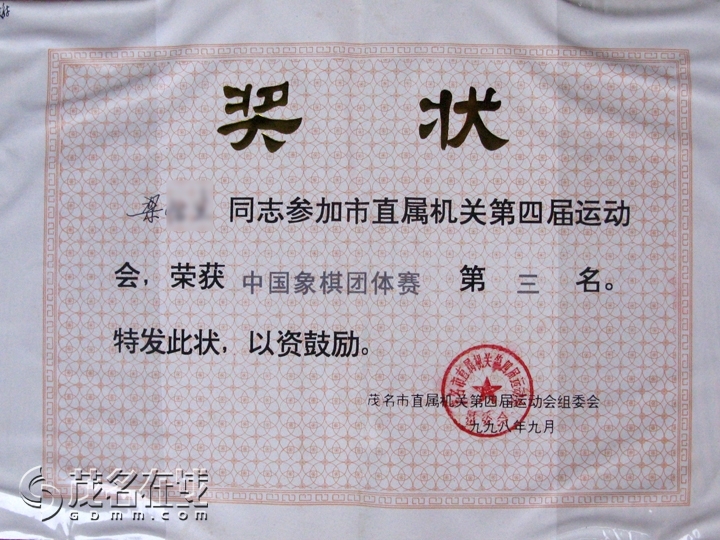 奖 状
梁 同志参加市直属机关第四届运动
会，荣获 中国象棋团体赛 第 三 名。
特发此状，以资鼓励。
茂名市直属机关第四届运动会组委会
一九九八年九月
茂名在线
Gdmm.com